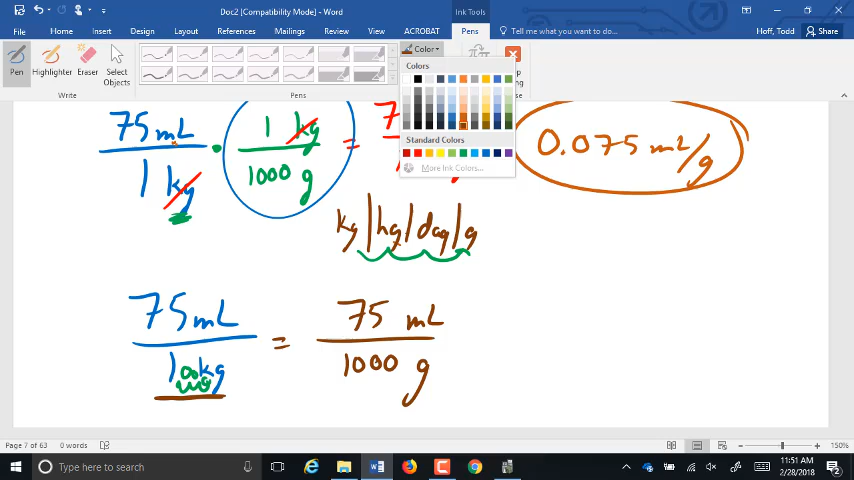 Doc2 [Compatibility Mode] - Word
Ink Tools
Hoff, Todd
File Home Insert Design Layout References Mailings Review View ACROBAT Pens Tell me what you want to do... Share
Pen Highlighter Eraser Select Objects
Color
Write
Pens
Colors
Standard Colors
More Ink Colors...
75 mL
1 kg
1 kg
1000 g
=
0.075 mL/g
kg | hg | dag | g
75 mL
100kg
=
75 mL
1000 g
Page 7 of 63 0 words
150%
Type here to search
11:51 AM
2/28/2018